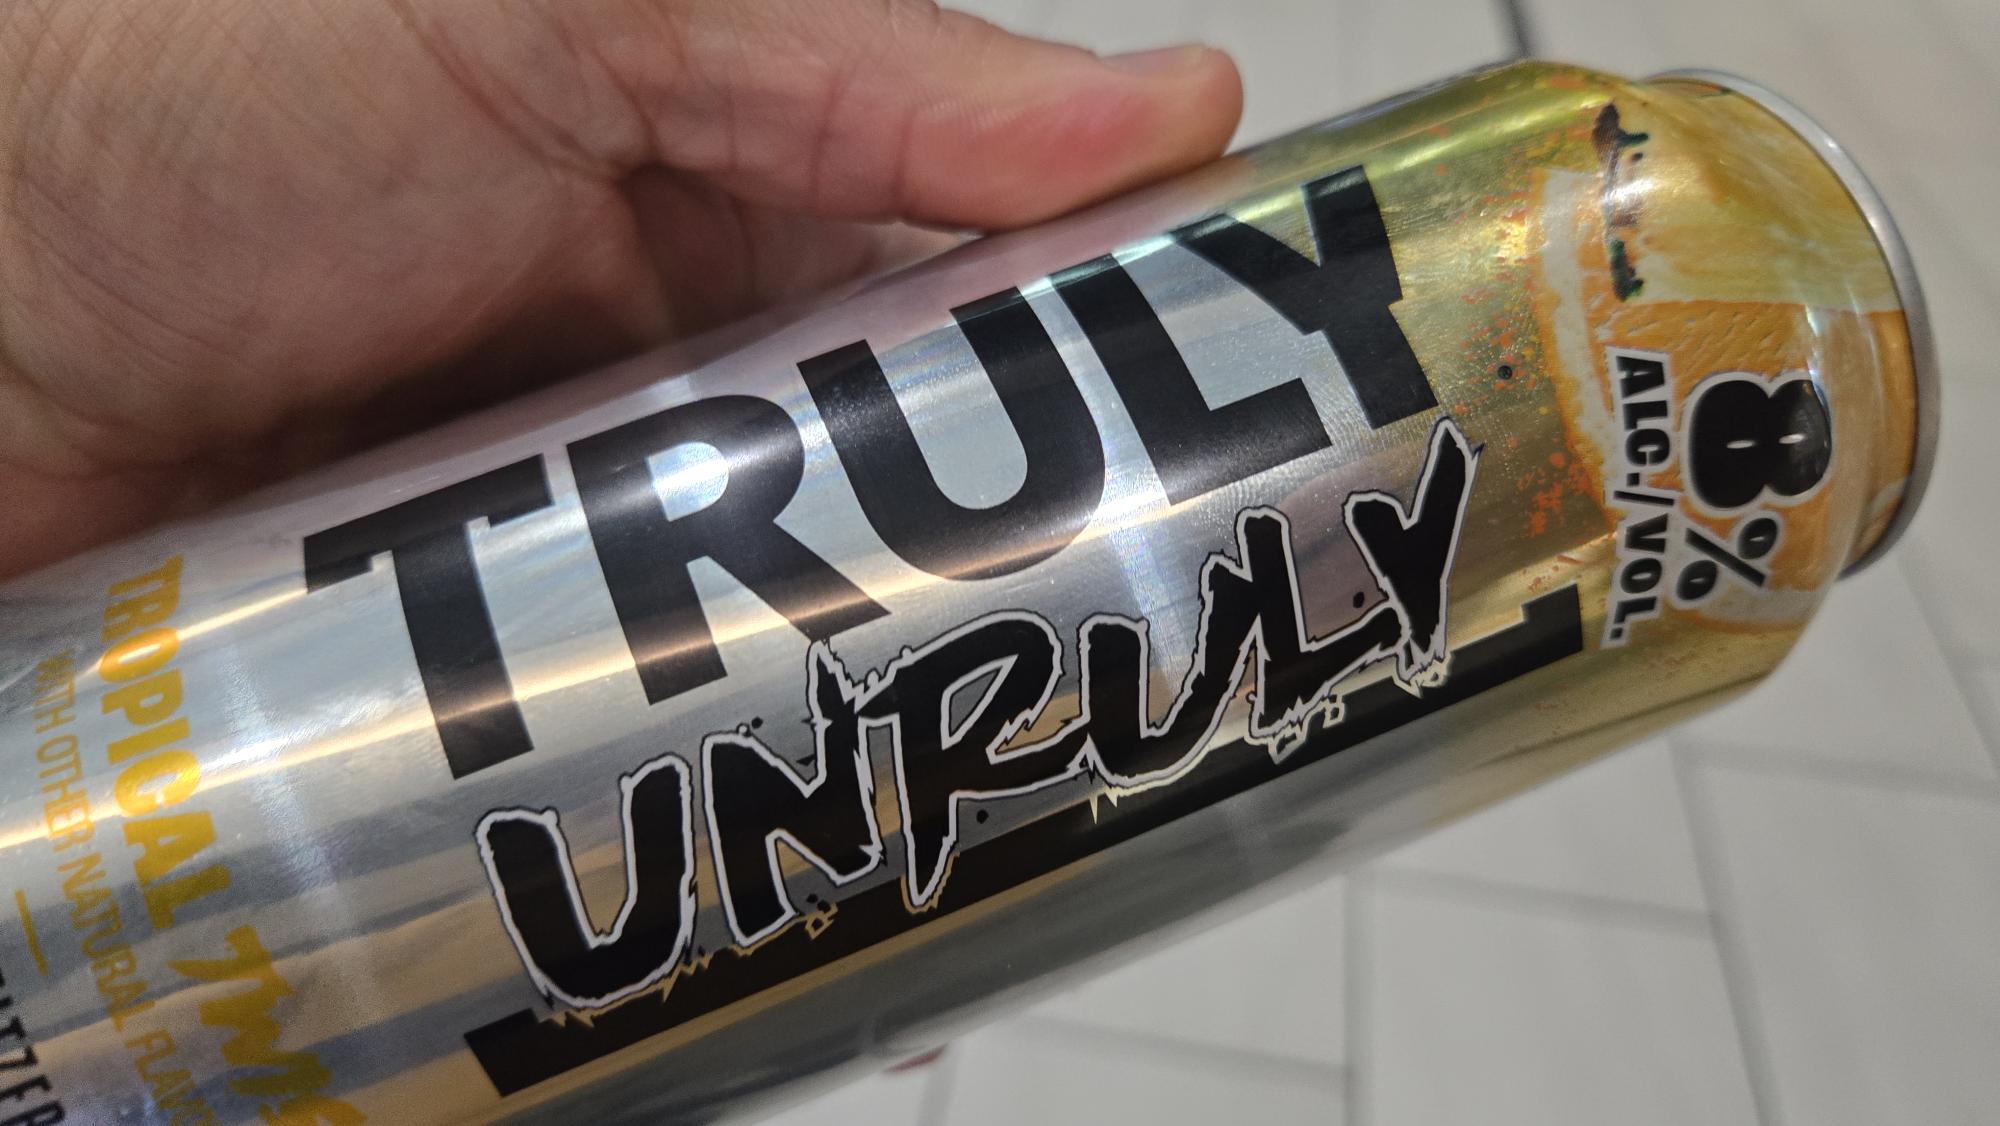 8%
ALC./VOL.
TRULY
UNRULY
TROPICAL
WITH OTHER NATURAL